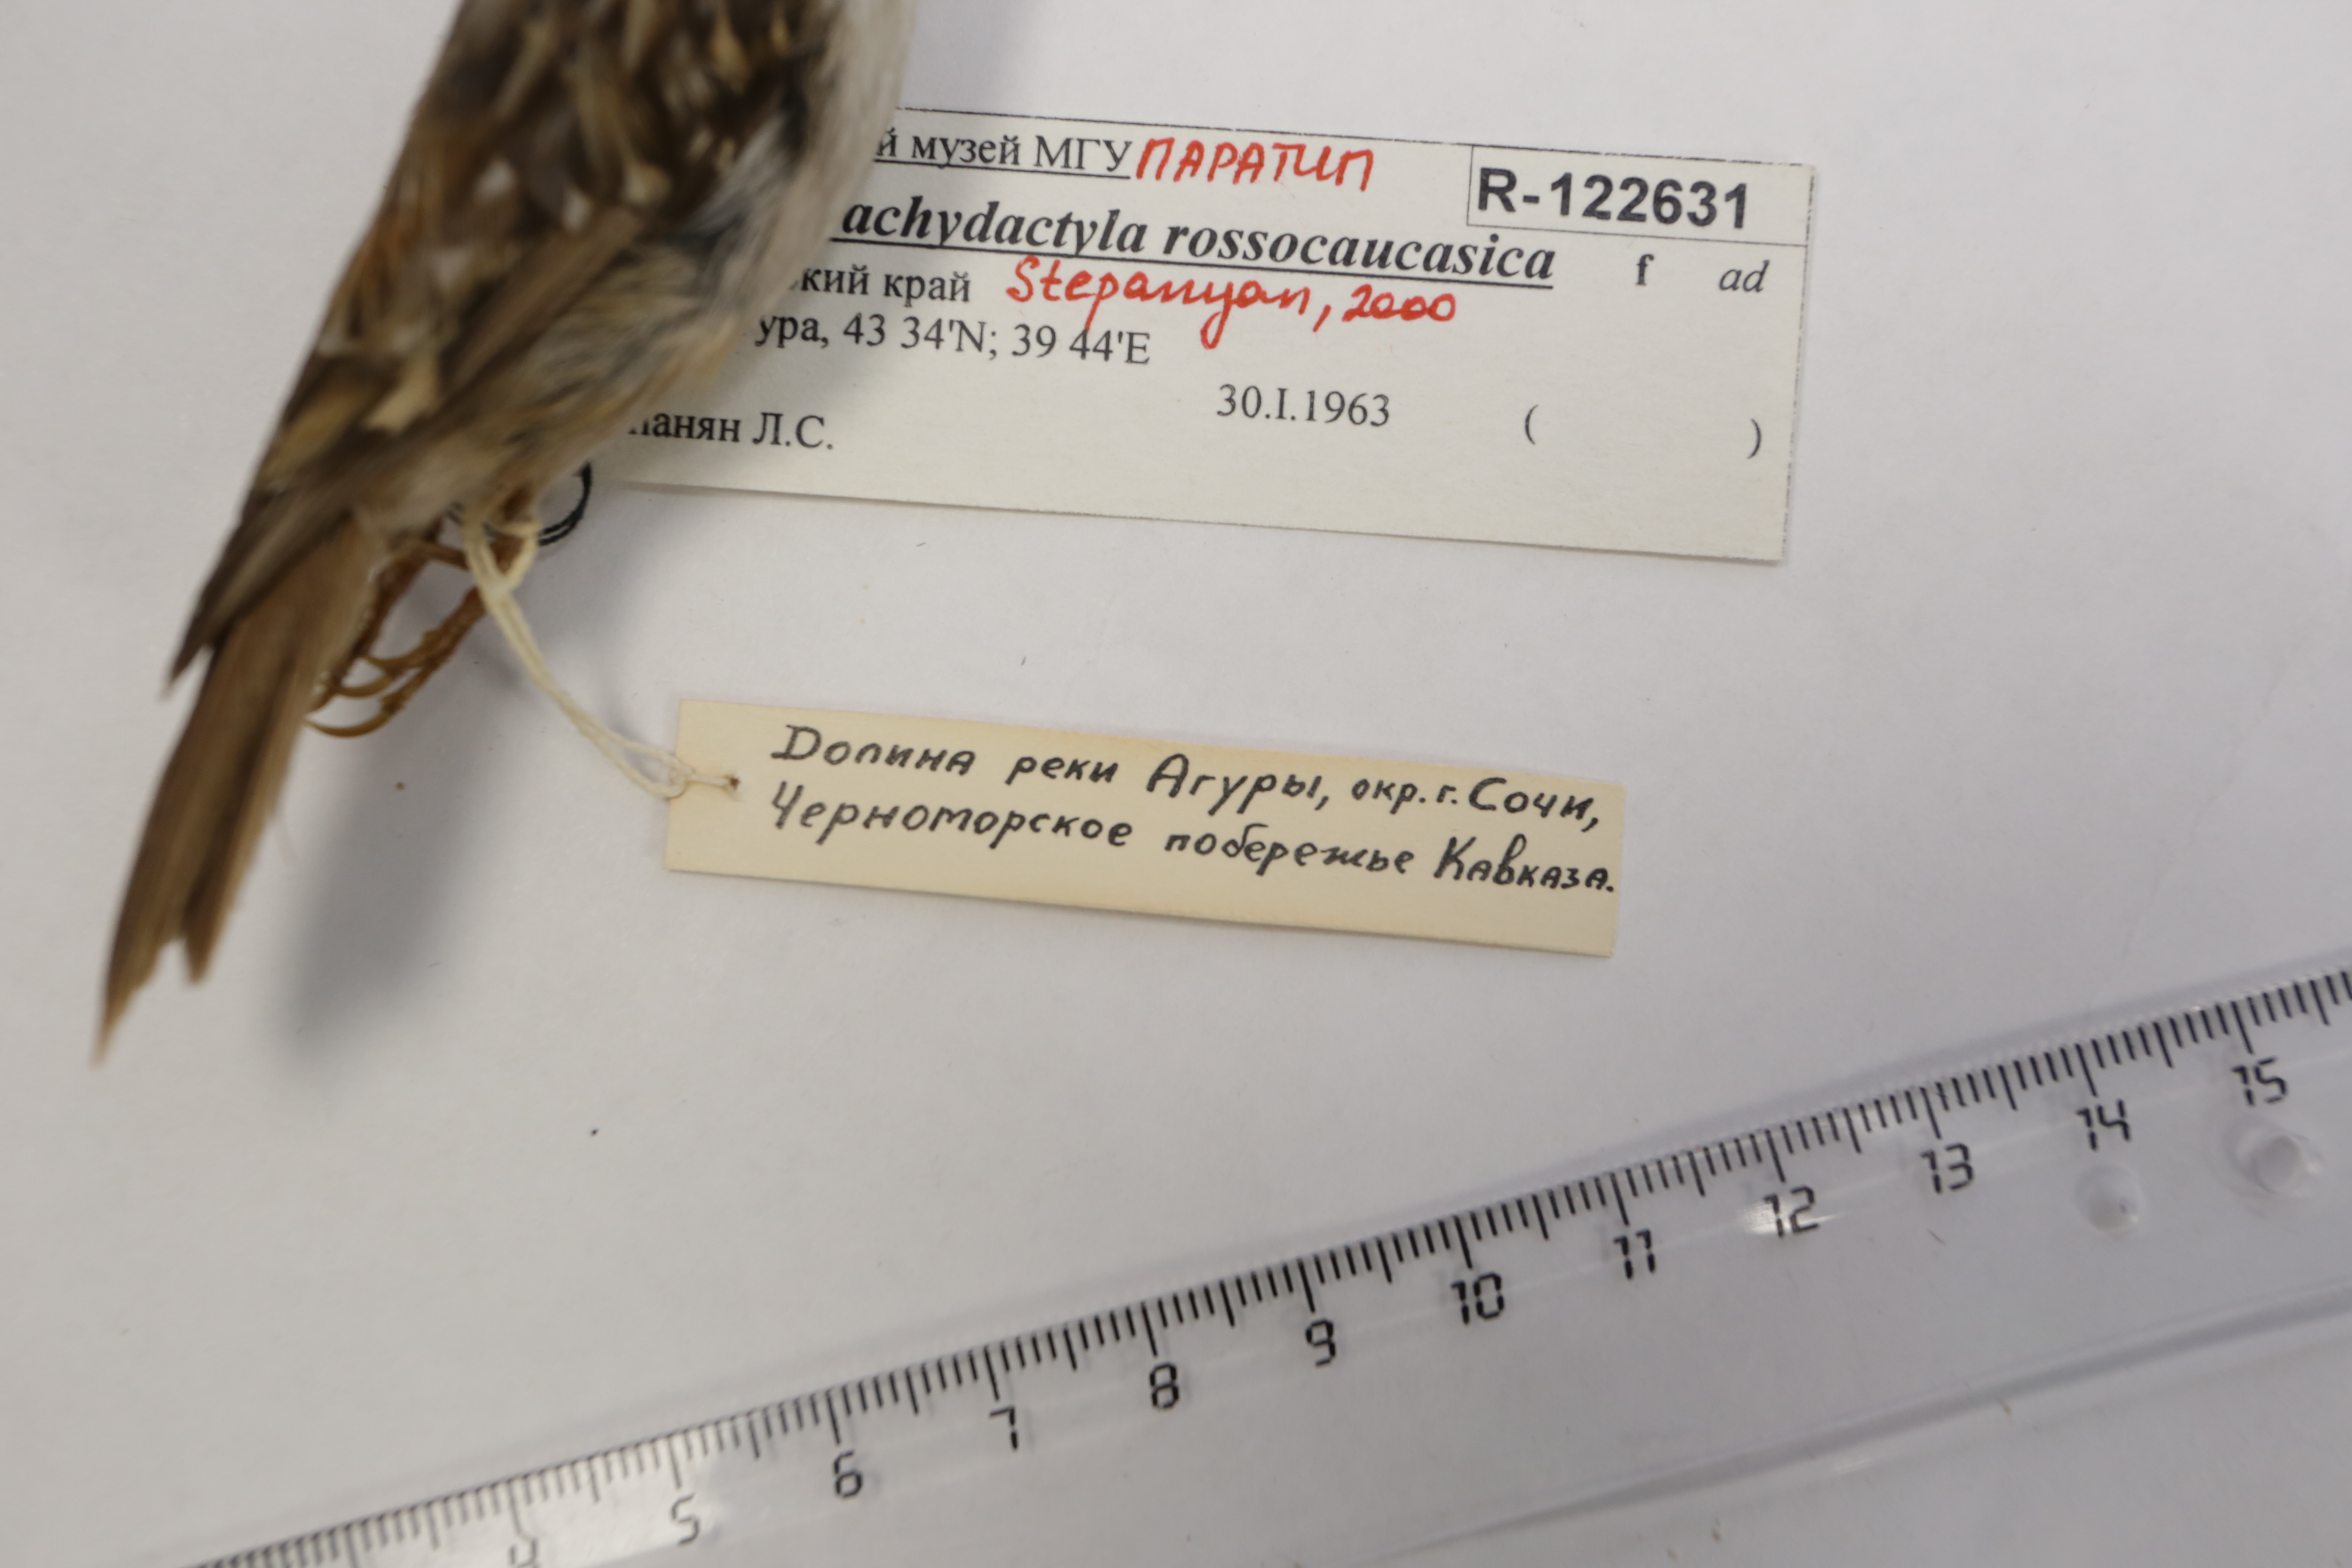 й музей МГУ ПАРАТИП
R-122631
achydactyla rossocaucasica f ad
кий край Stepanyan, 2000
ура, 43 34'N; 39 44'E
30.I.1963 ( )
панян Л.С.
Долина реки Агуры, окр. г. Сочи,
Черноморское побережье Кавказа.
4 5 6 7 8 9 10 11 12 13 14 15